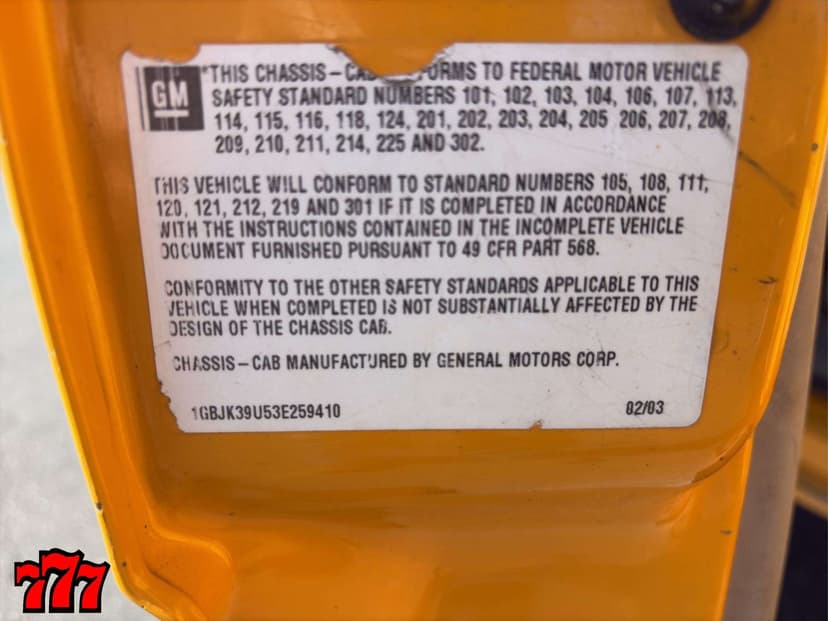 GM
"THIS CHASSIS-CAB FORMS TO FEDERAL MOTOR VEHICLE
SAFETY STANDARD NUMBERS 101, 102, 103, 104, 106, 107, 113,
114, 115, 116, 118, 124, 201, 202, 203, 204, 205 206, 207, 208,
209, 210, 211, 214, 225 AND 302.
THIS VEHICLE WILL CONFORM TO STANDARD NUMBERS 105, 108, 111,
120, 121, 212, 219 AND 301 IF IT IS COMPLETED IN ACCORDANCE
WITH THE INSTRUCTIONS CONTAINED IN THE INCOMPLETE VEHICLE
DOCUMENT FURNISHED PURSUANT TO 49 CFR PART 568.
CONFORMITY TO THE OTHER SAFETY STANDARDS APPLICABLE TO THIS
VEHICLE WHEN COMPLETED IS NOT SUBSTANTIALLY AFFECTED BY THE
DESIGN OF THE CHASSIS CAB.
CHASSIS-CAB MANUFACTURED BY GENERAL MOTORS CORP.
1GBJK39U53E259410 02/03
777